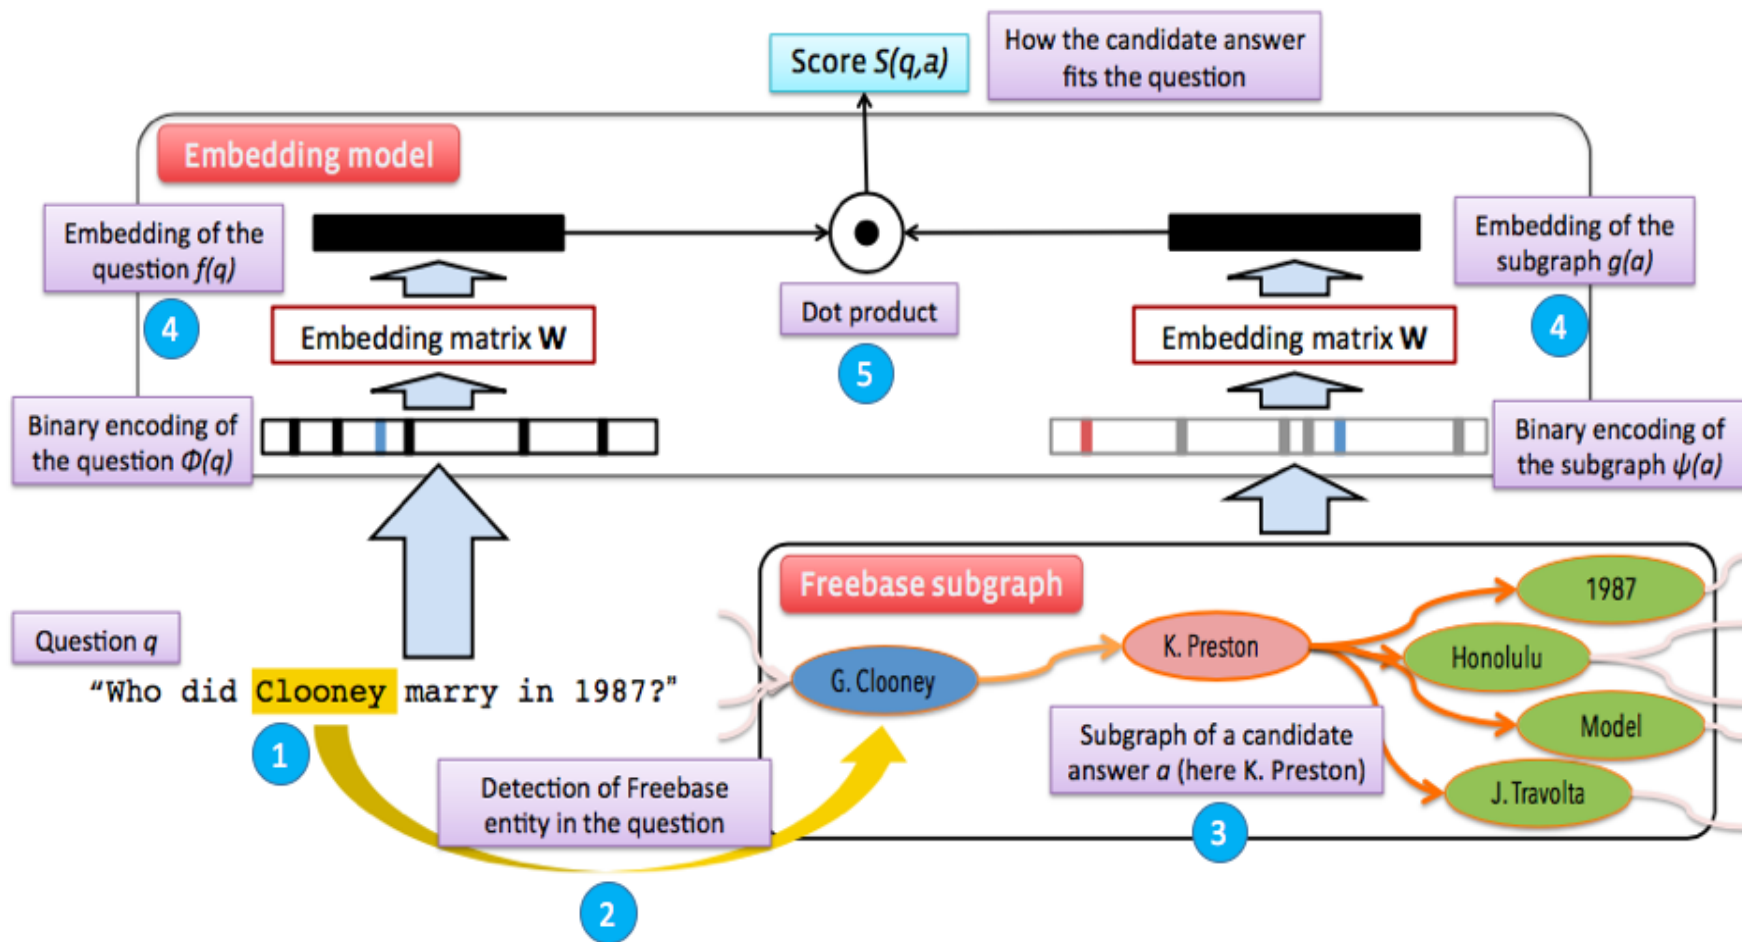 Score S(q,a)
How the candidate answer
fits the question
Embedding model
Embedding of the
question f(q)
4
Embedding matrix W
Binary encoding of
the question Φ(q)
Dot product
5
Embedding of the
subgraph g(a)
4
Embedding matrix W
Binary encoding of
the subgraph ψ(a)
Question q
“Who did Clooney marry in 1987?”
1
Detection of Freebase
entity in the question
2
Freebase subgraph
G. Clooney
K. Preston
1987
Honolulu
Model
J. Travolta
Subgraph of a candidate
answer a (here K. Preston)
3